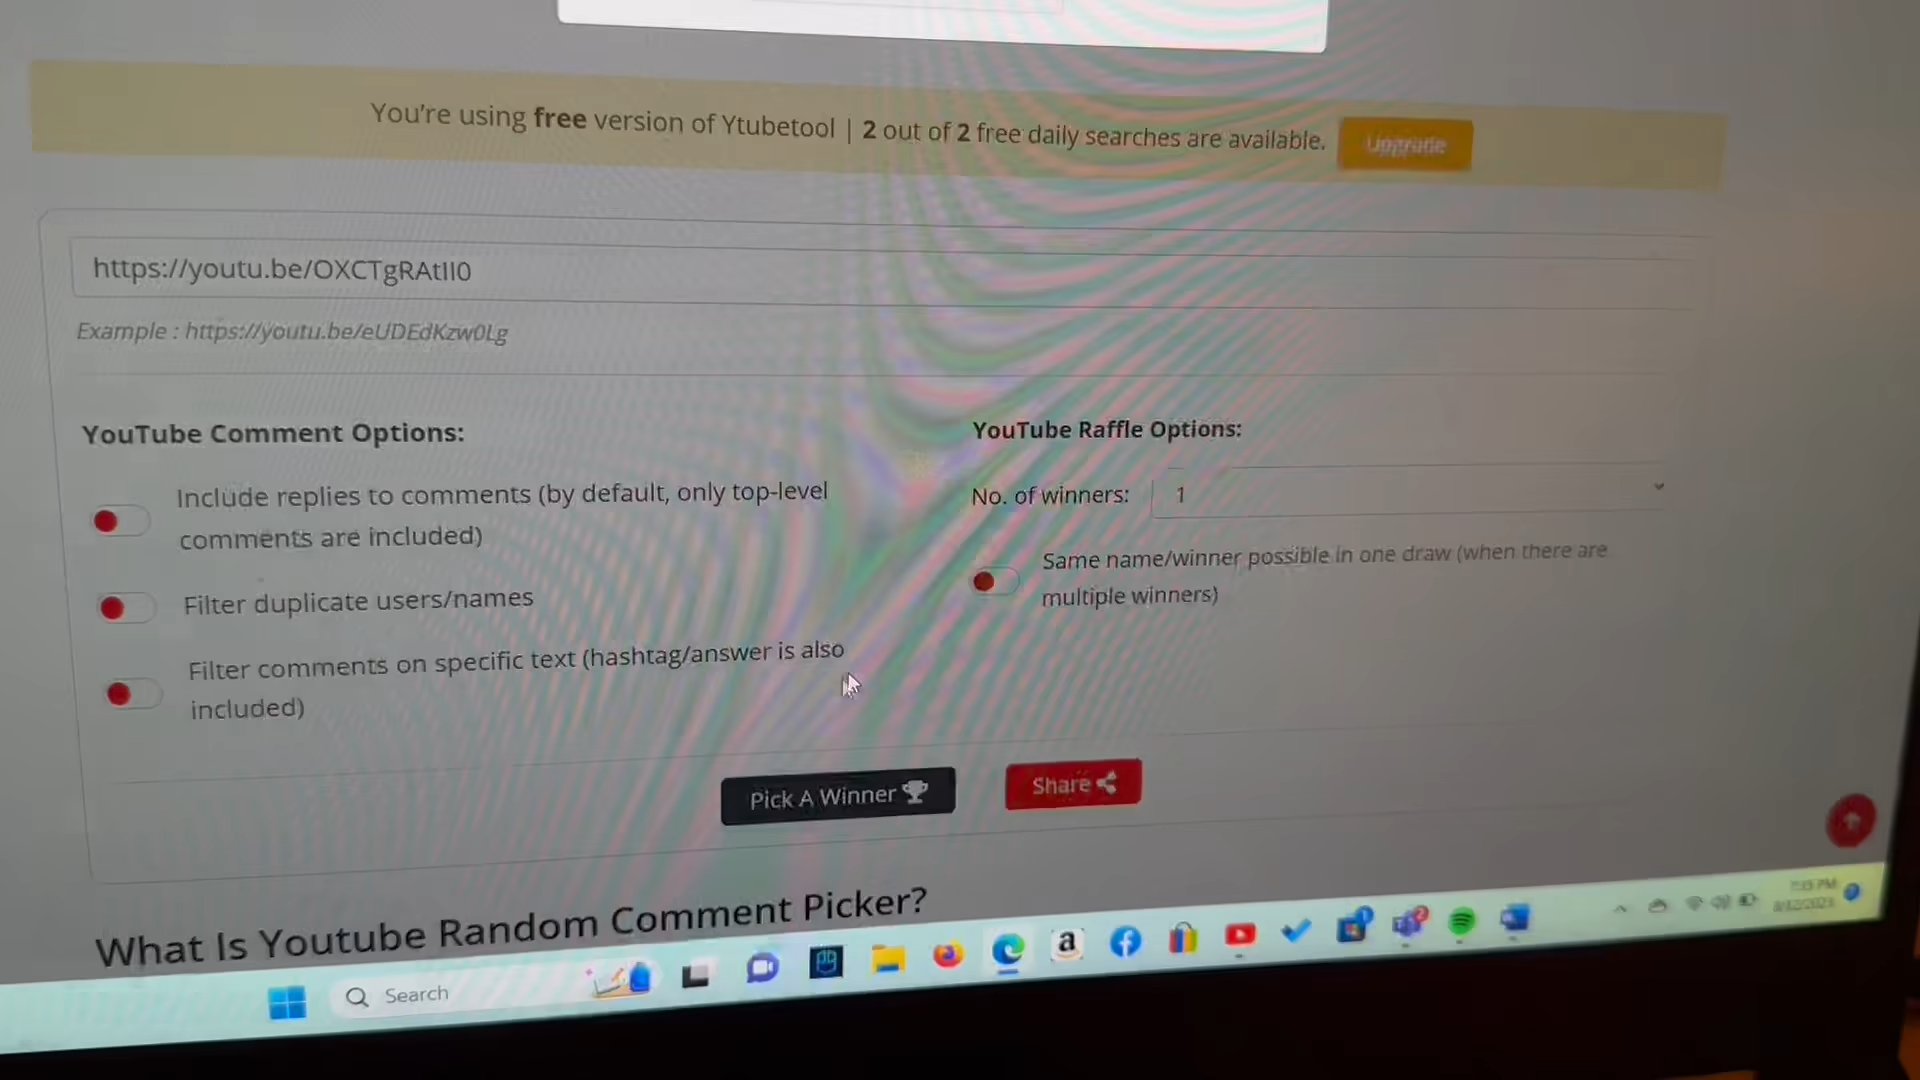 You're using free version of Ytubetool | 2 out of 2 free daily searches are available.
Upgrade
https://youtu.be/OXCTgRAtII0
Example : https://youtu.be/eUDEdKzw0Lg
YouTube Comment Options:
Include replies to comments (by default, only top-level
comments are included)
Filter duplicate users/names
Filter comments on specific text (hashtag/answer is also
included)
YouTube Raffle Options:
No. of winners: 1
Same name/winner possible in one draw (when there are
multiple winners)
Pick A Winner
Share
What Is Youtube Random Comment Picker?
Search
7:35 PM